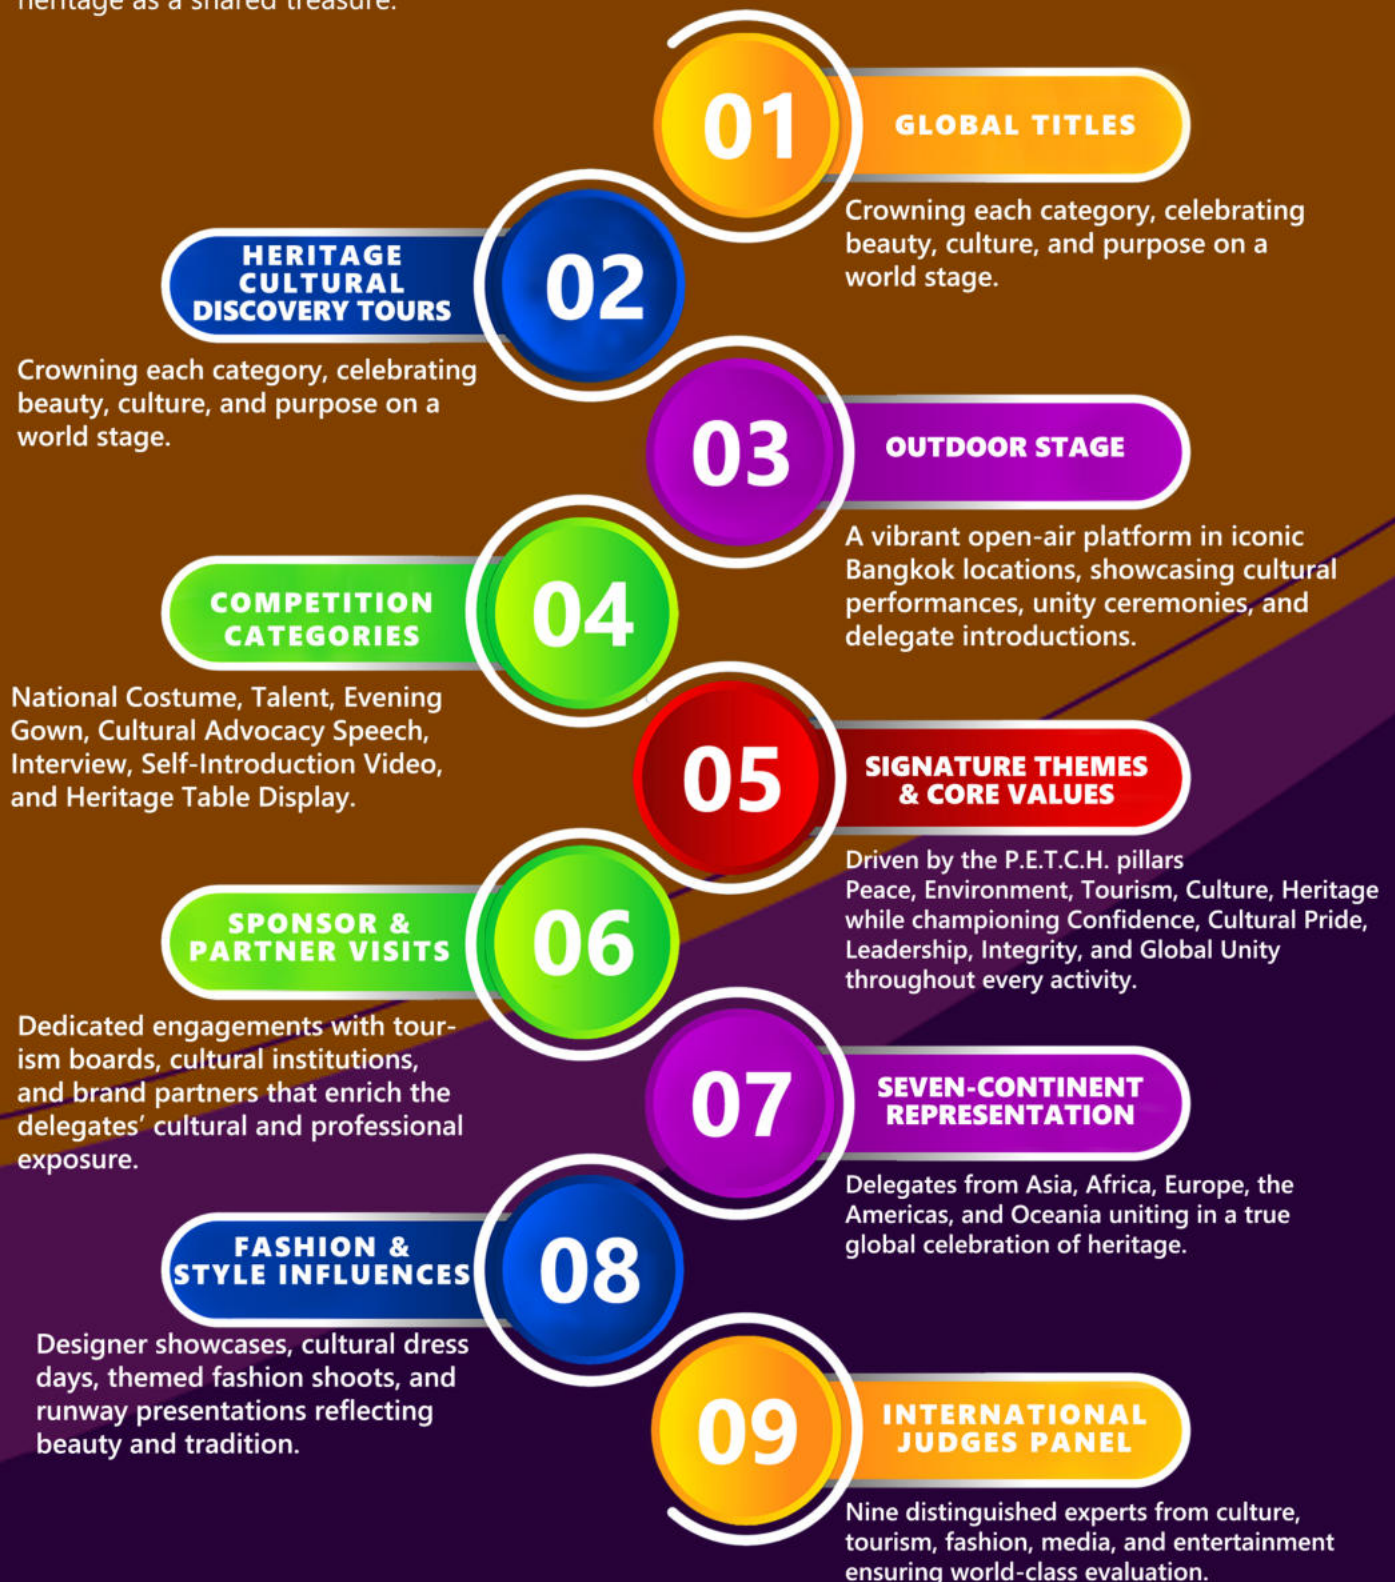 heritage as a shared treasure.
01
GLOBAL TITLES
Crowning each category, celebrating
beauty, culture, and purpose on a
world stage.
02
HERITAGE
CULTURAL
DISCOVERY TOURS
Crowning each category, celebrating
beauty, culture, and purpose on a
world stage.
03
OUTDOOR STAGE
A vibrant open-air platform in iconic
Bangkok locations, showcasing cultural
performances, unity ceremonies, and
delegate introductions.
04
COMPETITION
CATEGORIES
National Costume, Talent, Evening
Gown, Cultural Advocacy Speech,
Interview, Self-Introduction Video,
and Heritage Table Display.
05
SIGNATURE THEMES
& CORE VALUES
Driven by the P.E.T.C.H. pillars
Peace, Environment, Tourism, Culture, Heritage
while championing Confidence, Cultural Pride,
Leadership, Integrity, and Global Unity
throughout every activity.
06
SPONSOR &
PARTNER VISITS
Dedicated engagements with tour-
ism boards, cultural institutions,
and brand partners that enrich the
delegates’ cultural and professional
exposure.
07
SEVEN-CONTINENT
REPRESENTATION
Delegates from Asia, Africa, Europe, the
Americas, and Oceania uniting in a true
global celebration of heritage.
08
FASHION &
STYLE INFLUENCES
Designer showcases, cultural dress
days, themed fashion shoots, and
runway presentations reflecting
beauty and tradition.
09
INTERNATIONAL
JUDGES PANEL
Nine distinguished experts from culture,
tourism, fashion, media, and entertainment
ensuring world-class evaluation.